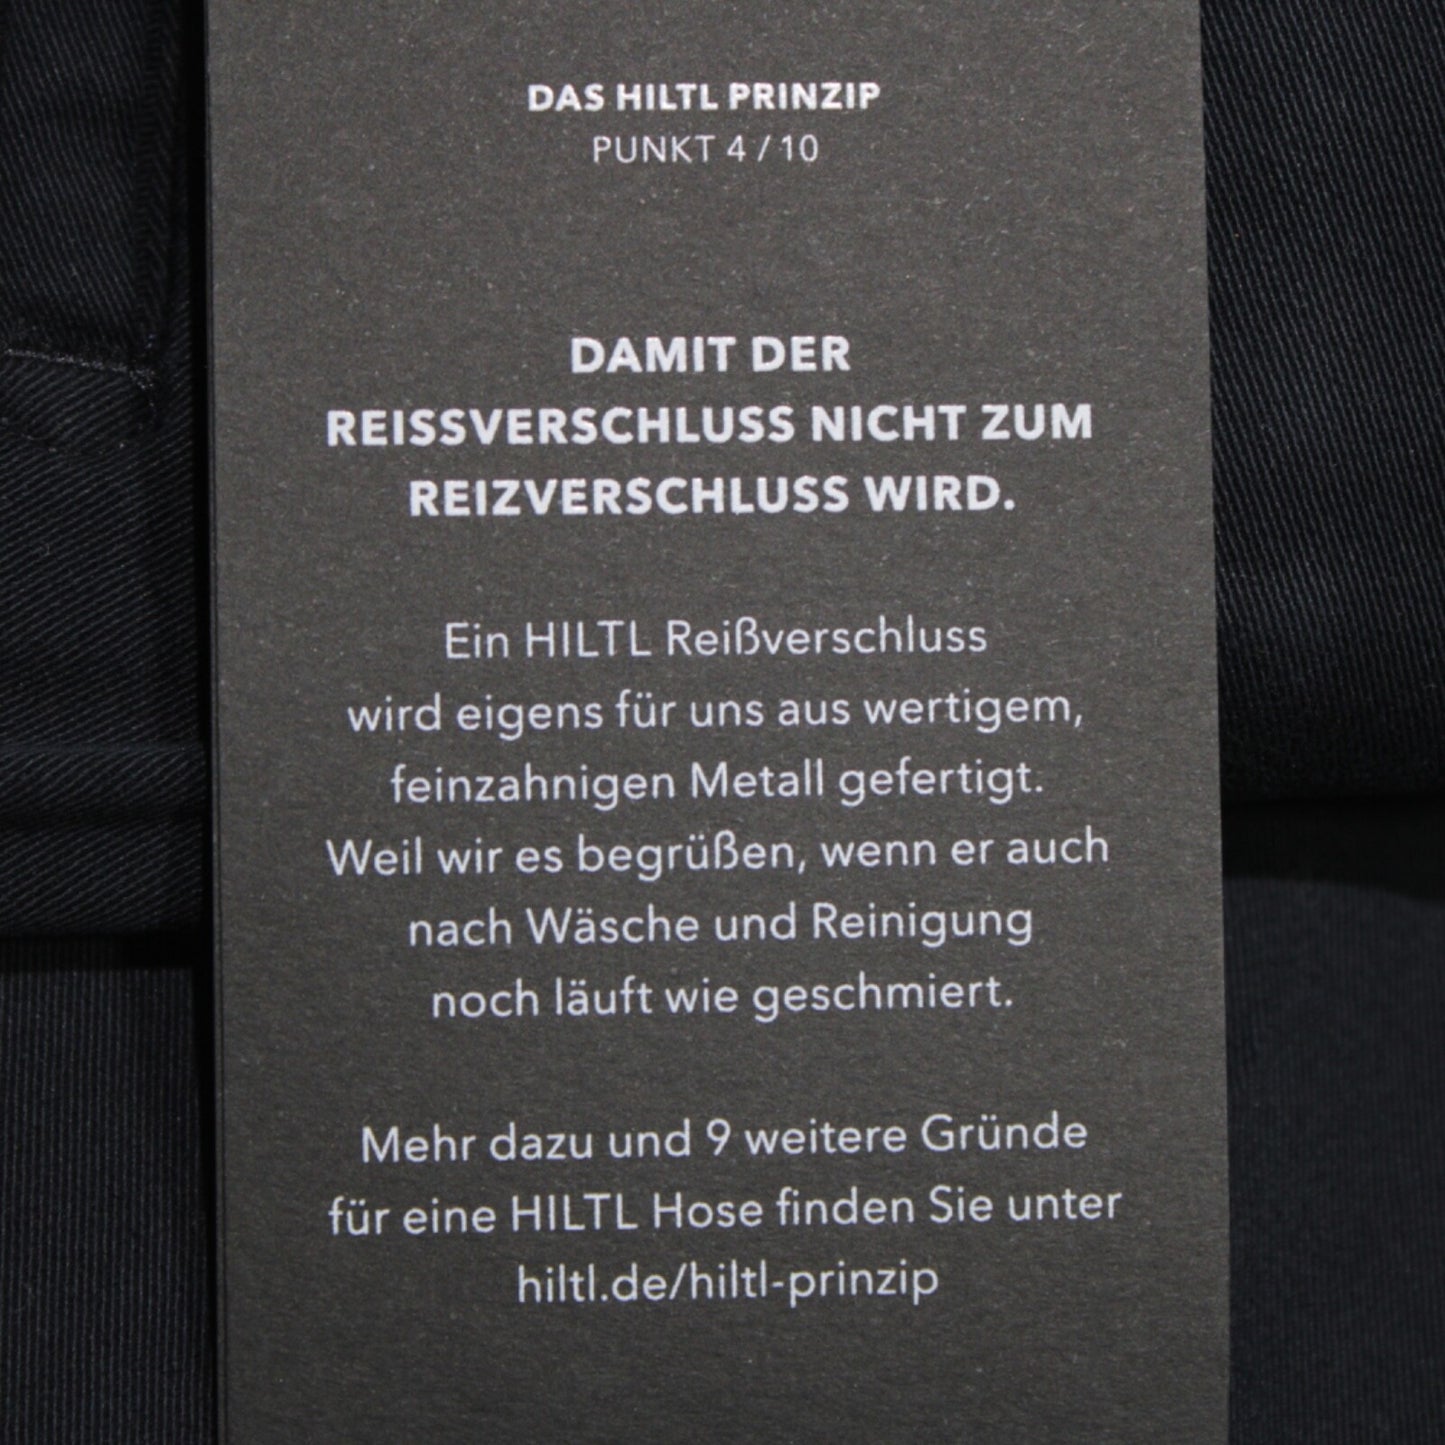 DAS HILTL PRINZIP
PUNKT 4 / 10
DAMIT DER
REISSVERSCHLUSS NICHT ZUM
REIZVERSCHLUSS WIRD.
Ein HILTL Reißverschluss
wird eigens für uns aus wertigem,
feinzahnigen Metall gefertigt.
Weil wir es begrüßen, wenn er auch
nach Wäsche und Reinigung
noch läuft wie geschmiert.
Mehr dazu und 9 weitere Gründe
für eine HILTL Hose finden Sie unter
hiltl.de/hiltl-prinzip